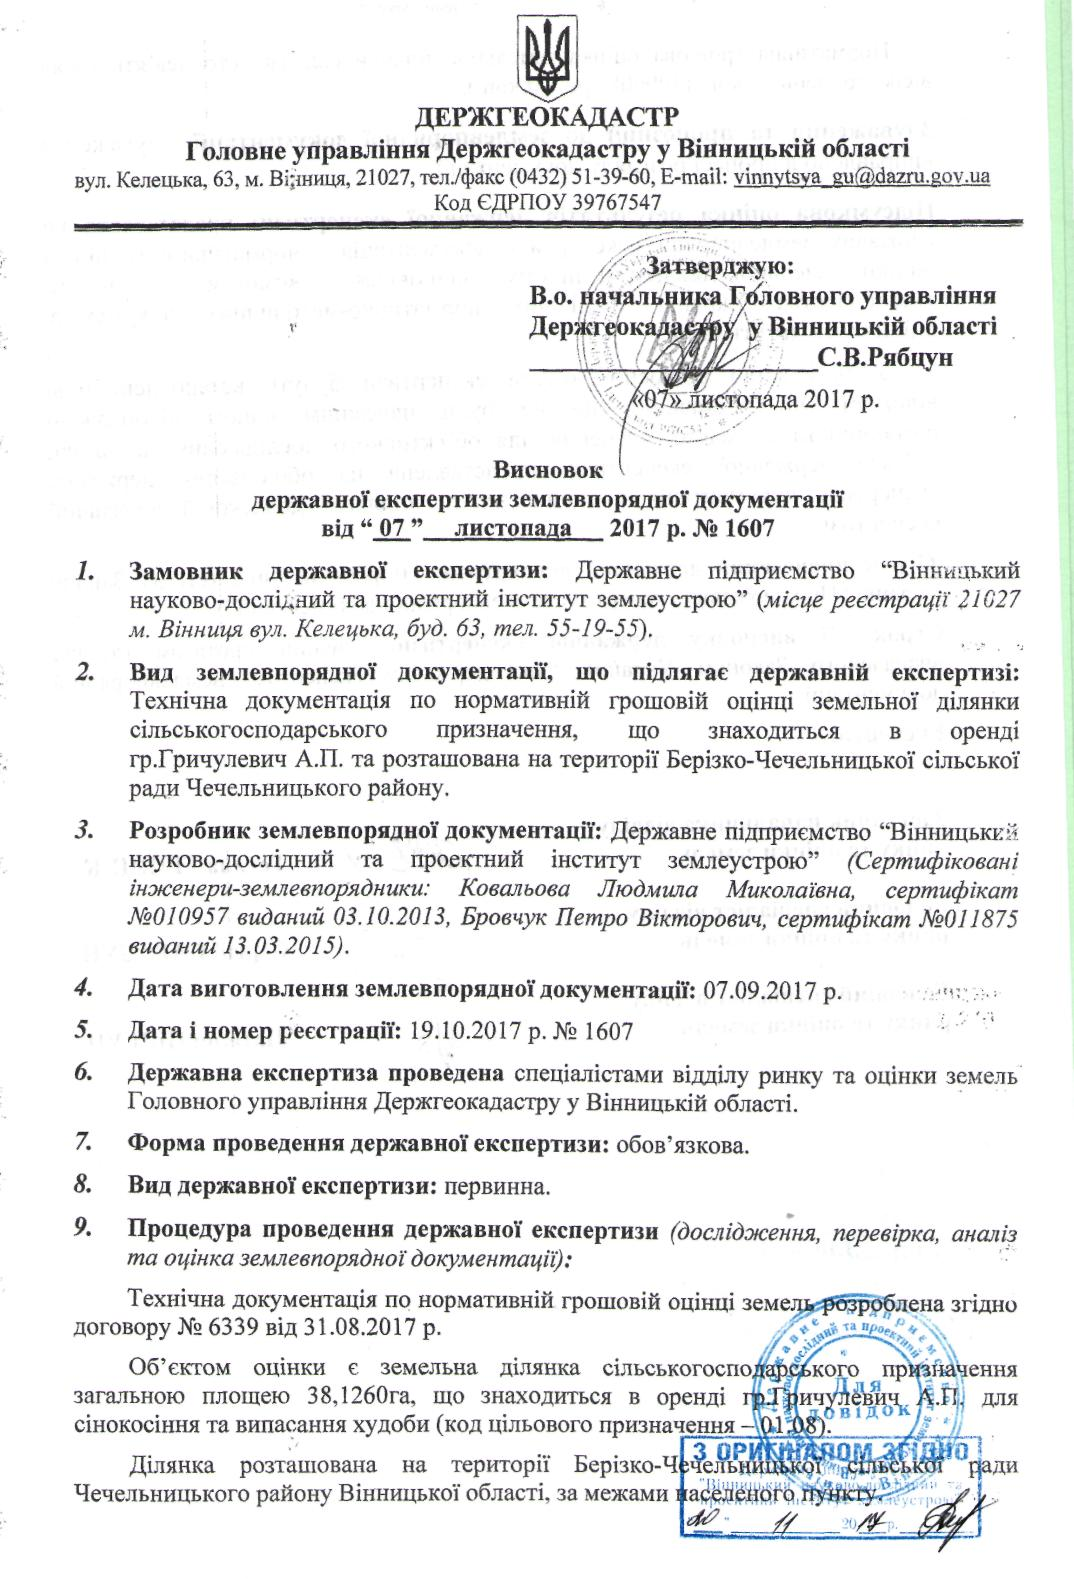 ДЕРЖГЕОКАДАСТР
Головне управління Держгеокадастру у Вінницькій області
вул. Келецька, 63, м. Вінниця, 21027, тел./факс (0432) 51-39-60, E-mail: vinnytsya_gu@dazru.gov.ua
Код ЄДРПОУ 39767547
Затверджую:
В.о. начальника Головного управління
Держгеокадастру у Вінницькій області
С.В.Рябцун
«07» листопада 2017 р.
Висновок
державної експертизи землевпорядної документації
від “ 07 ” листопада 2017 р. № 1607
1. Замовник державної експертизи: Державне підприємство “Вінницький
науково-дослідний та проектний інститут землеустрою” (місце реєстрації 21027
м. Вінниця вул. Келецька, буд. 63, тел. 55-19-55).
2. Вид землевпорядної документації, що підлягає державній експертизі:
Технічна документація по нормативній грошовій оцінці земельної ділянки
сільськогосподарського призначення, що знаходиться в оренді
гр.Гричулевич А.П. та розташована на території Берізко-Чечельницької сільської
ради Чечельницького району.
3. Розробник землевпорядної документації: Державне підприємство “Вінницький
науково-дослідний та проектний інститут землеустрою” (Сертифіковані
інженери-землевпорядники: Ковальова Людмила Миколаївна, сертифікат
№010957 виданий 03.10.2013, Бровчук Петро Вікторович, сертифікат №011875
виданий 13.03.2015).
4. Дата виготовлення землевпорядної документації: 07.09.2017 р.
5. Дата і номер реєстрації: 19.10.2017 р. № 1607
6. Державна експертиза проведена спеціалістами відділу ринку та оцінки земель
Головного управління Держгеокадастру у Вінницькій області.
7. Форма проведення державної експертизи: обов’язкова.
8. Вид державної експертизи: первинна.
9. Процедура проведення державної експертизи (дослідження, перевірка, аналіз
та оцінка землевпорядної документації):
Технічна документація по нормативній грошовій оцінці земель розроблена згідно
договору № 6339 від 31.08.2017 р.
Об’єктом оцінки є земельна ділянка сільськогосподарського призначення
загальною площею 38,1260га, що знаходиться в оренді гр.Гричулевич А.П. для
сінокосіння та випасання худоби (код цільового призначення – 01.08).
Ділянка розташована на території Берізко-Чечельницької сільської ради
Чечельницького району Вінницької області, за межами населеного пункту.
Для
довідок
З ОРИГІНАЛОМ ЗГІДНО
"Вінницький науково-дослідний та
проектний інститут землеустрою"
20 11 2017 р.